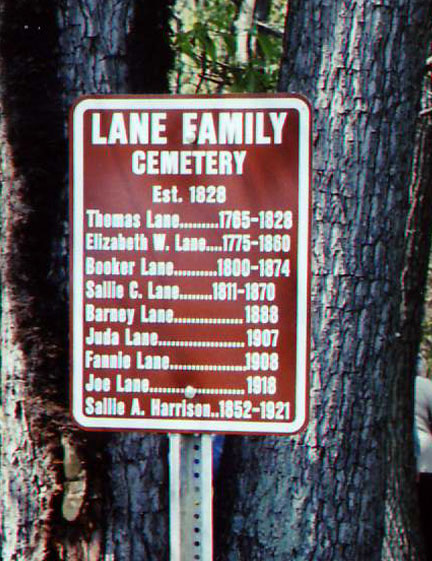 LANE FAMILY
CEMETERY
Est. 1828
Thomas Lane.........1765-1828
Elizabeth W. Lane....1775-1860
Booker Lane..........1800-1874
Sallie C. Lane........1811-1870
Barney Lane.................1888
Juda Lane.....................1907
Fannie Lane..................1908
Joe Lane.......................1918
Sallie A. Harrison..1852-1921